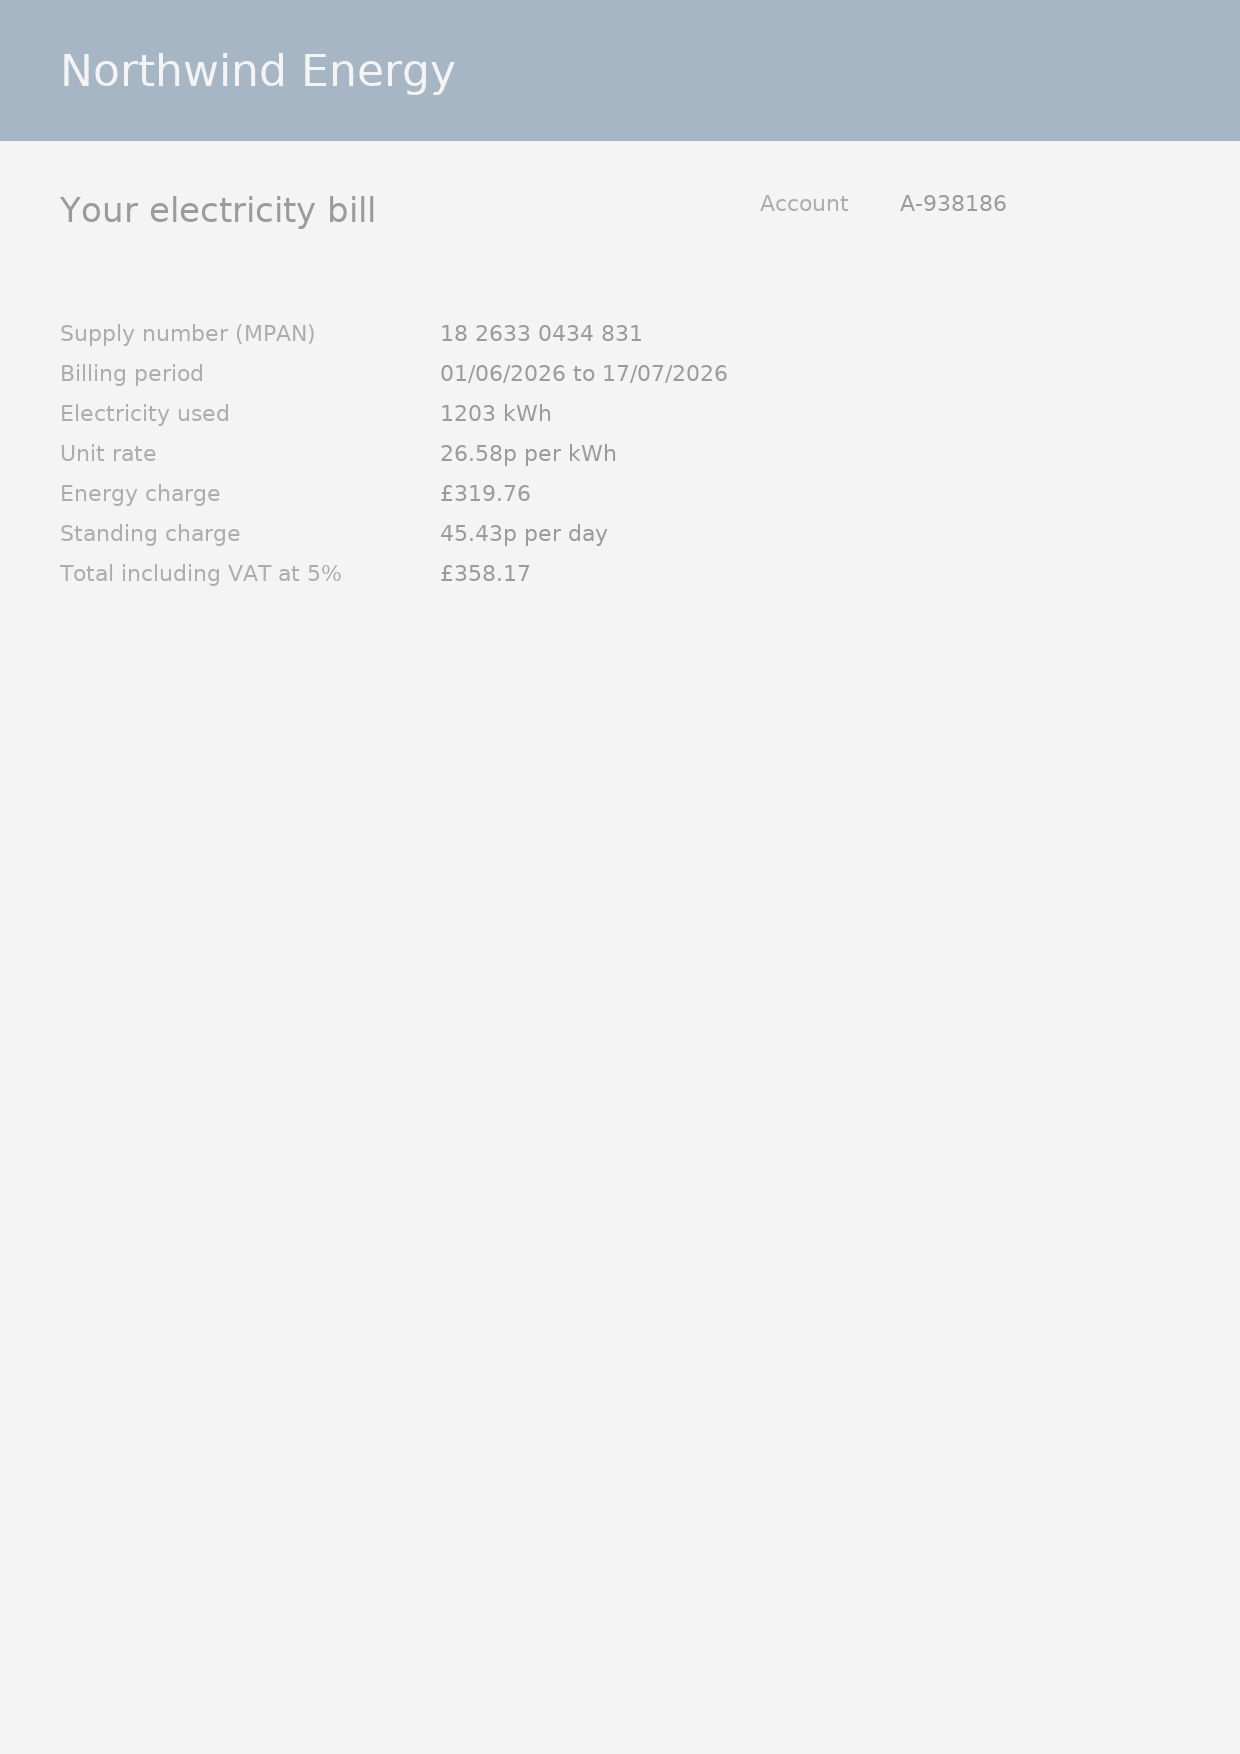 Northwind Energy
Your electricity bill
Account A-938186
Supply number (MPAN) 18 2633 0434 831
Billing period 01/06/2026 to 17/07/2026
Electricity used 1203 kWh
Unit rate 26.58p per kWh
Energy charge £319.76
Standing charge 45.43p per day
Total including VAT at 5% £358.17